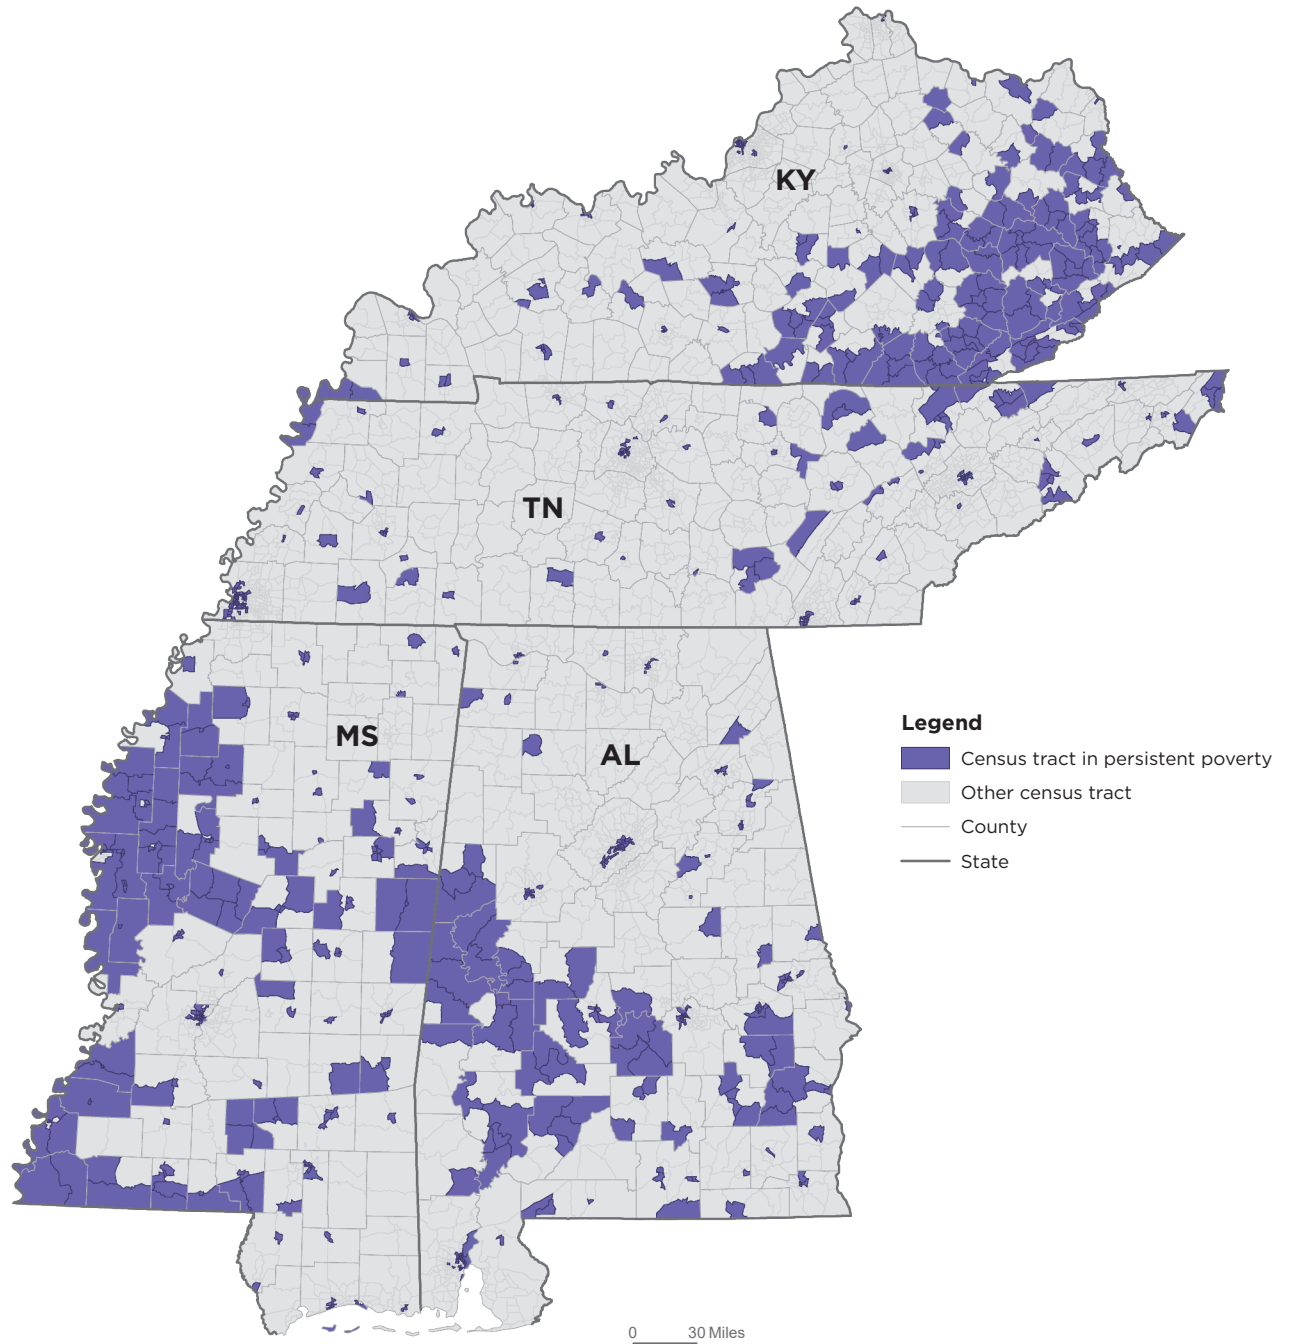 KY
TN
MS
AL
Legend
Census tract in persistent poverty
Other census tract
County
State
0 30 Miles